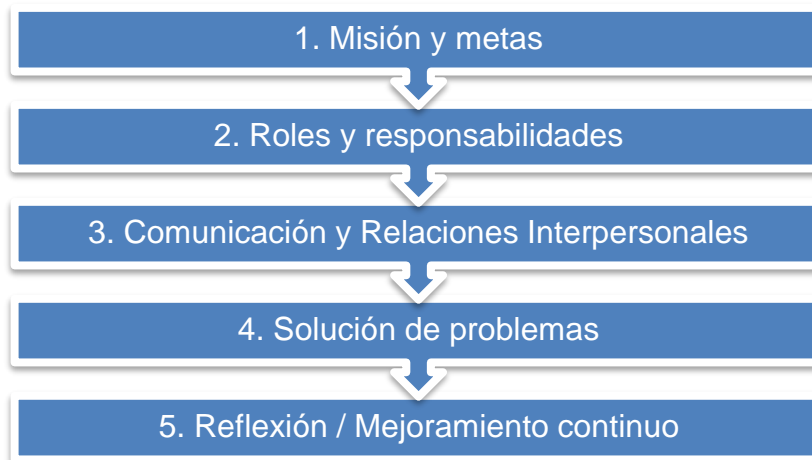 1. Misión y metas
2. Roles y responsabilidades
3. Comunicación y Relaciones Interpersonales
4. Solución de problemas
5. Reflexión / Mejoramiento continuo